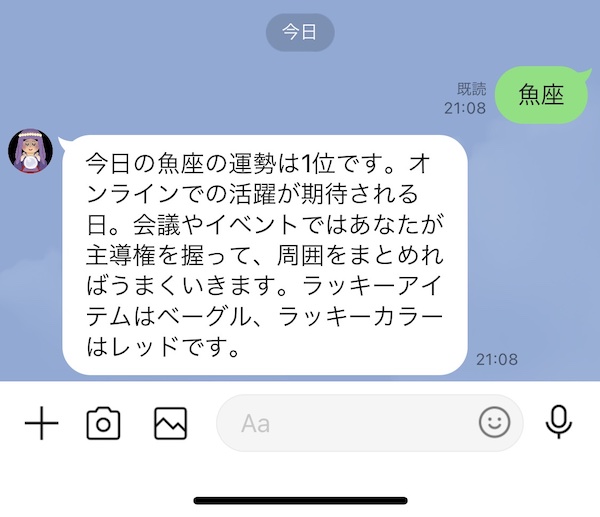 今日
既読
21:08
魚座
今日の魚座の運勢は1位です。オ
ンラインでの活躍が期待される
日。会議やイベントではあなたが
主導権を握って、周囲をまとめれ
ばうまくいきます。ラッキーアイ
テムはベーグル、ラッキーカラー
はレッドです。
21:08
Aa